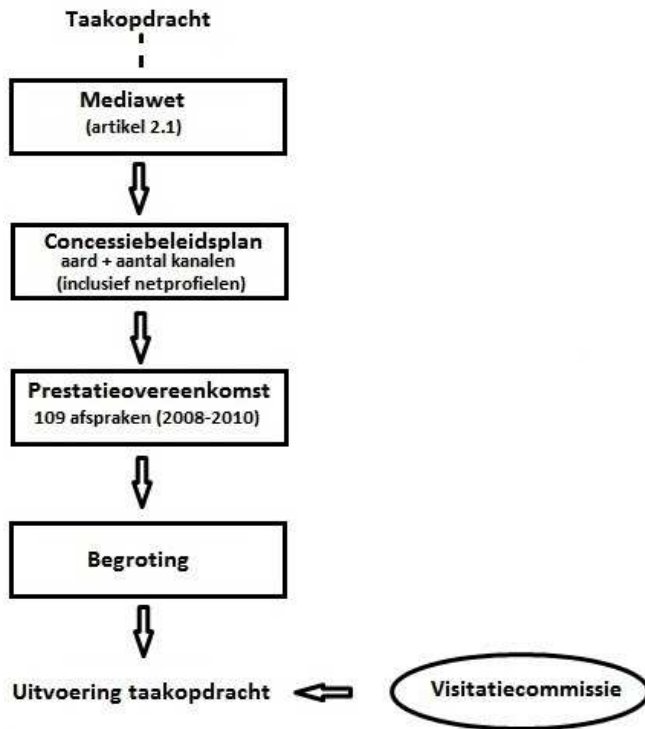 Taakopdracht
Mediawet
(artikel 2.1)
Concessiebeleidsplan
aard + aantal kanalen
(inclusief netprofielen)
Prestatieovereenkomst
109 afspraken (2008-2010)
Begroting
Uitvoering taakopdracht
Visitatiecommissie